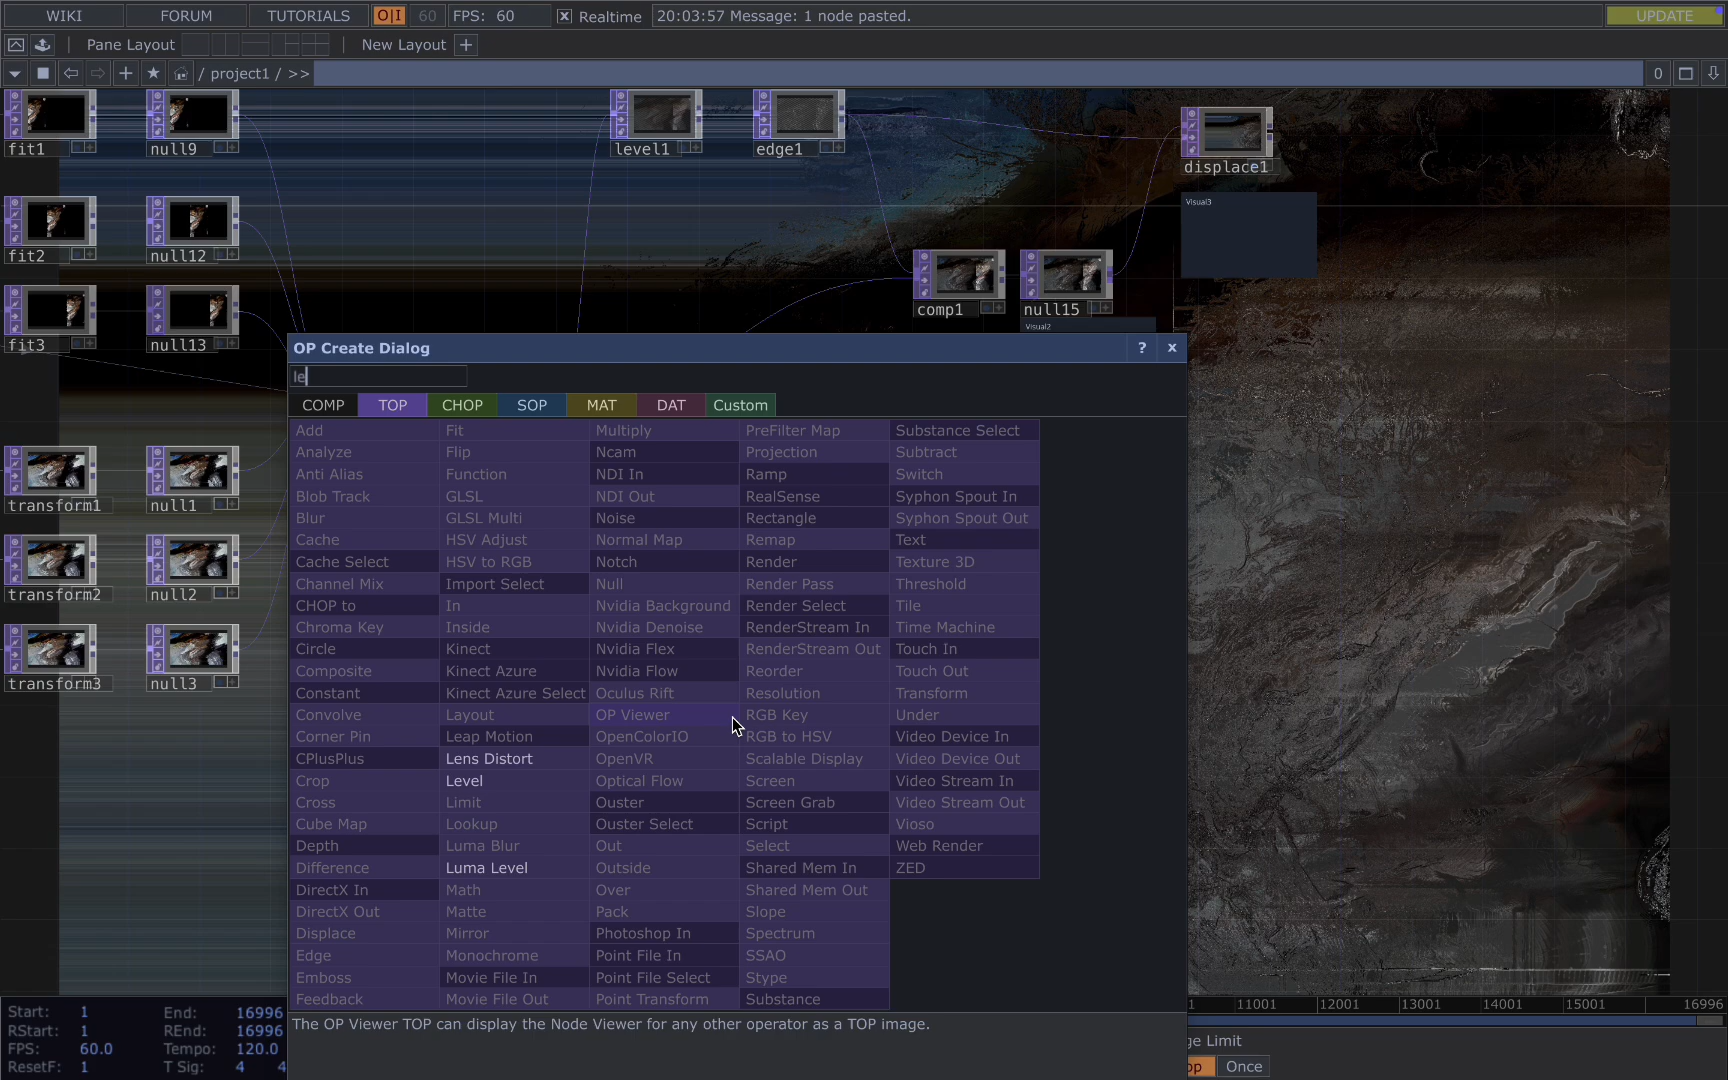 WIKI FORUM TUTORIALS O|I 60 FPS: 60 Realtime 20:03:57 Message: 1 node pasted. UPDATE
Pane Layout New Layout +
/ project1 / >> 0
fit1 null9 level1 edge1 displace1
Visual3
fit2 null12
comp1 null15
Visual2
fit3 null13
transform1 null1
transform2 null2
transform3 null3
OP Create Dialog ? x
le
COMP TOP CHOP SOP MAT DAT Custom
Add Fit Multiply PreFilter Map Substance Select
Analyze Flip Ncam Projection Subtract
Anti Alias Function NDI In Ramp Switch
Blob Track GLSL NDI Out RealSense Syphon Spout In
Blur GLSL Multi Noise Rectangle Syphon Spout Out
Cache HSV Adjust Normal Map Remap Text
Cache Select HSV to RGB Notch Render Texture 3D
Channel Mix Import Select Null Render Pass Threshold
CHOP to In Nvidia Background Render Select Tile
Chroma Key Inside Nvidia Denoise RenderStream In Time Machine
Circle Kinect Nvidia Flex RenderStream Out Touch In
Composite Kinect Azure Nvidia Flow Reorder Touch Out
Constant Kinect Azure Select Oculus Rift Resolution Transform
Convolve Layout OP Viewer RGB Key Under
Corner Pin Leap Motion OpenColorIO RGB to HSV Video Device In
CPlusPlus Lens Distort OpenVR Scalable Display Video Device Out
Crop Level Optical Flow Screen Video Stream In
Cross Limit Ouster Screen Grab Video Stream Out
Cube Map Lookup Ouster Select Script Vioso
Depth Luma Blur Out Select Web Render
Difference Luma Level Outside Shared Mem In ZED
DirectX In Math Over Shared Mem Out
DirectX Out Matte Pack Slope
Displace Mirror Photoshop In Spectrum
Edge Monochrome Point File In SSAO
Emboss Movie File In Point File Select Stype
Feedback Movie File Out Point Transform Substance
The OP Viewer TOP can display the Node Viewer for any other operator as a TOP image.
1 11001 12001 13001 14001 15001 16996
Start: 1 End: 16996
RStart: 1 REnd: 16996
FPS: 60.0 Tempo: 120.0
ResetF: 1 T Sig: 4 4
ge Limit
op Once